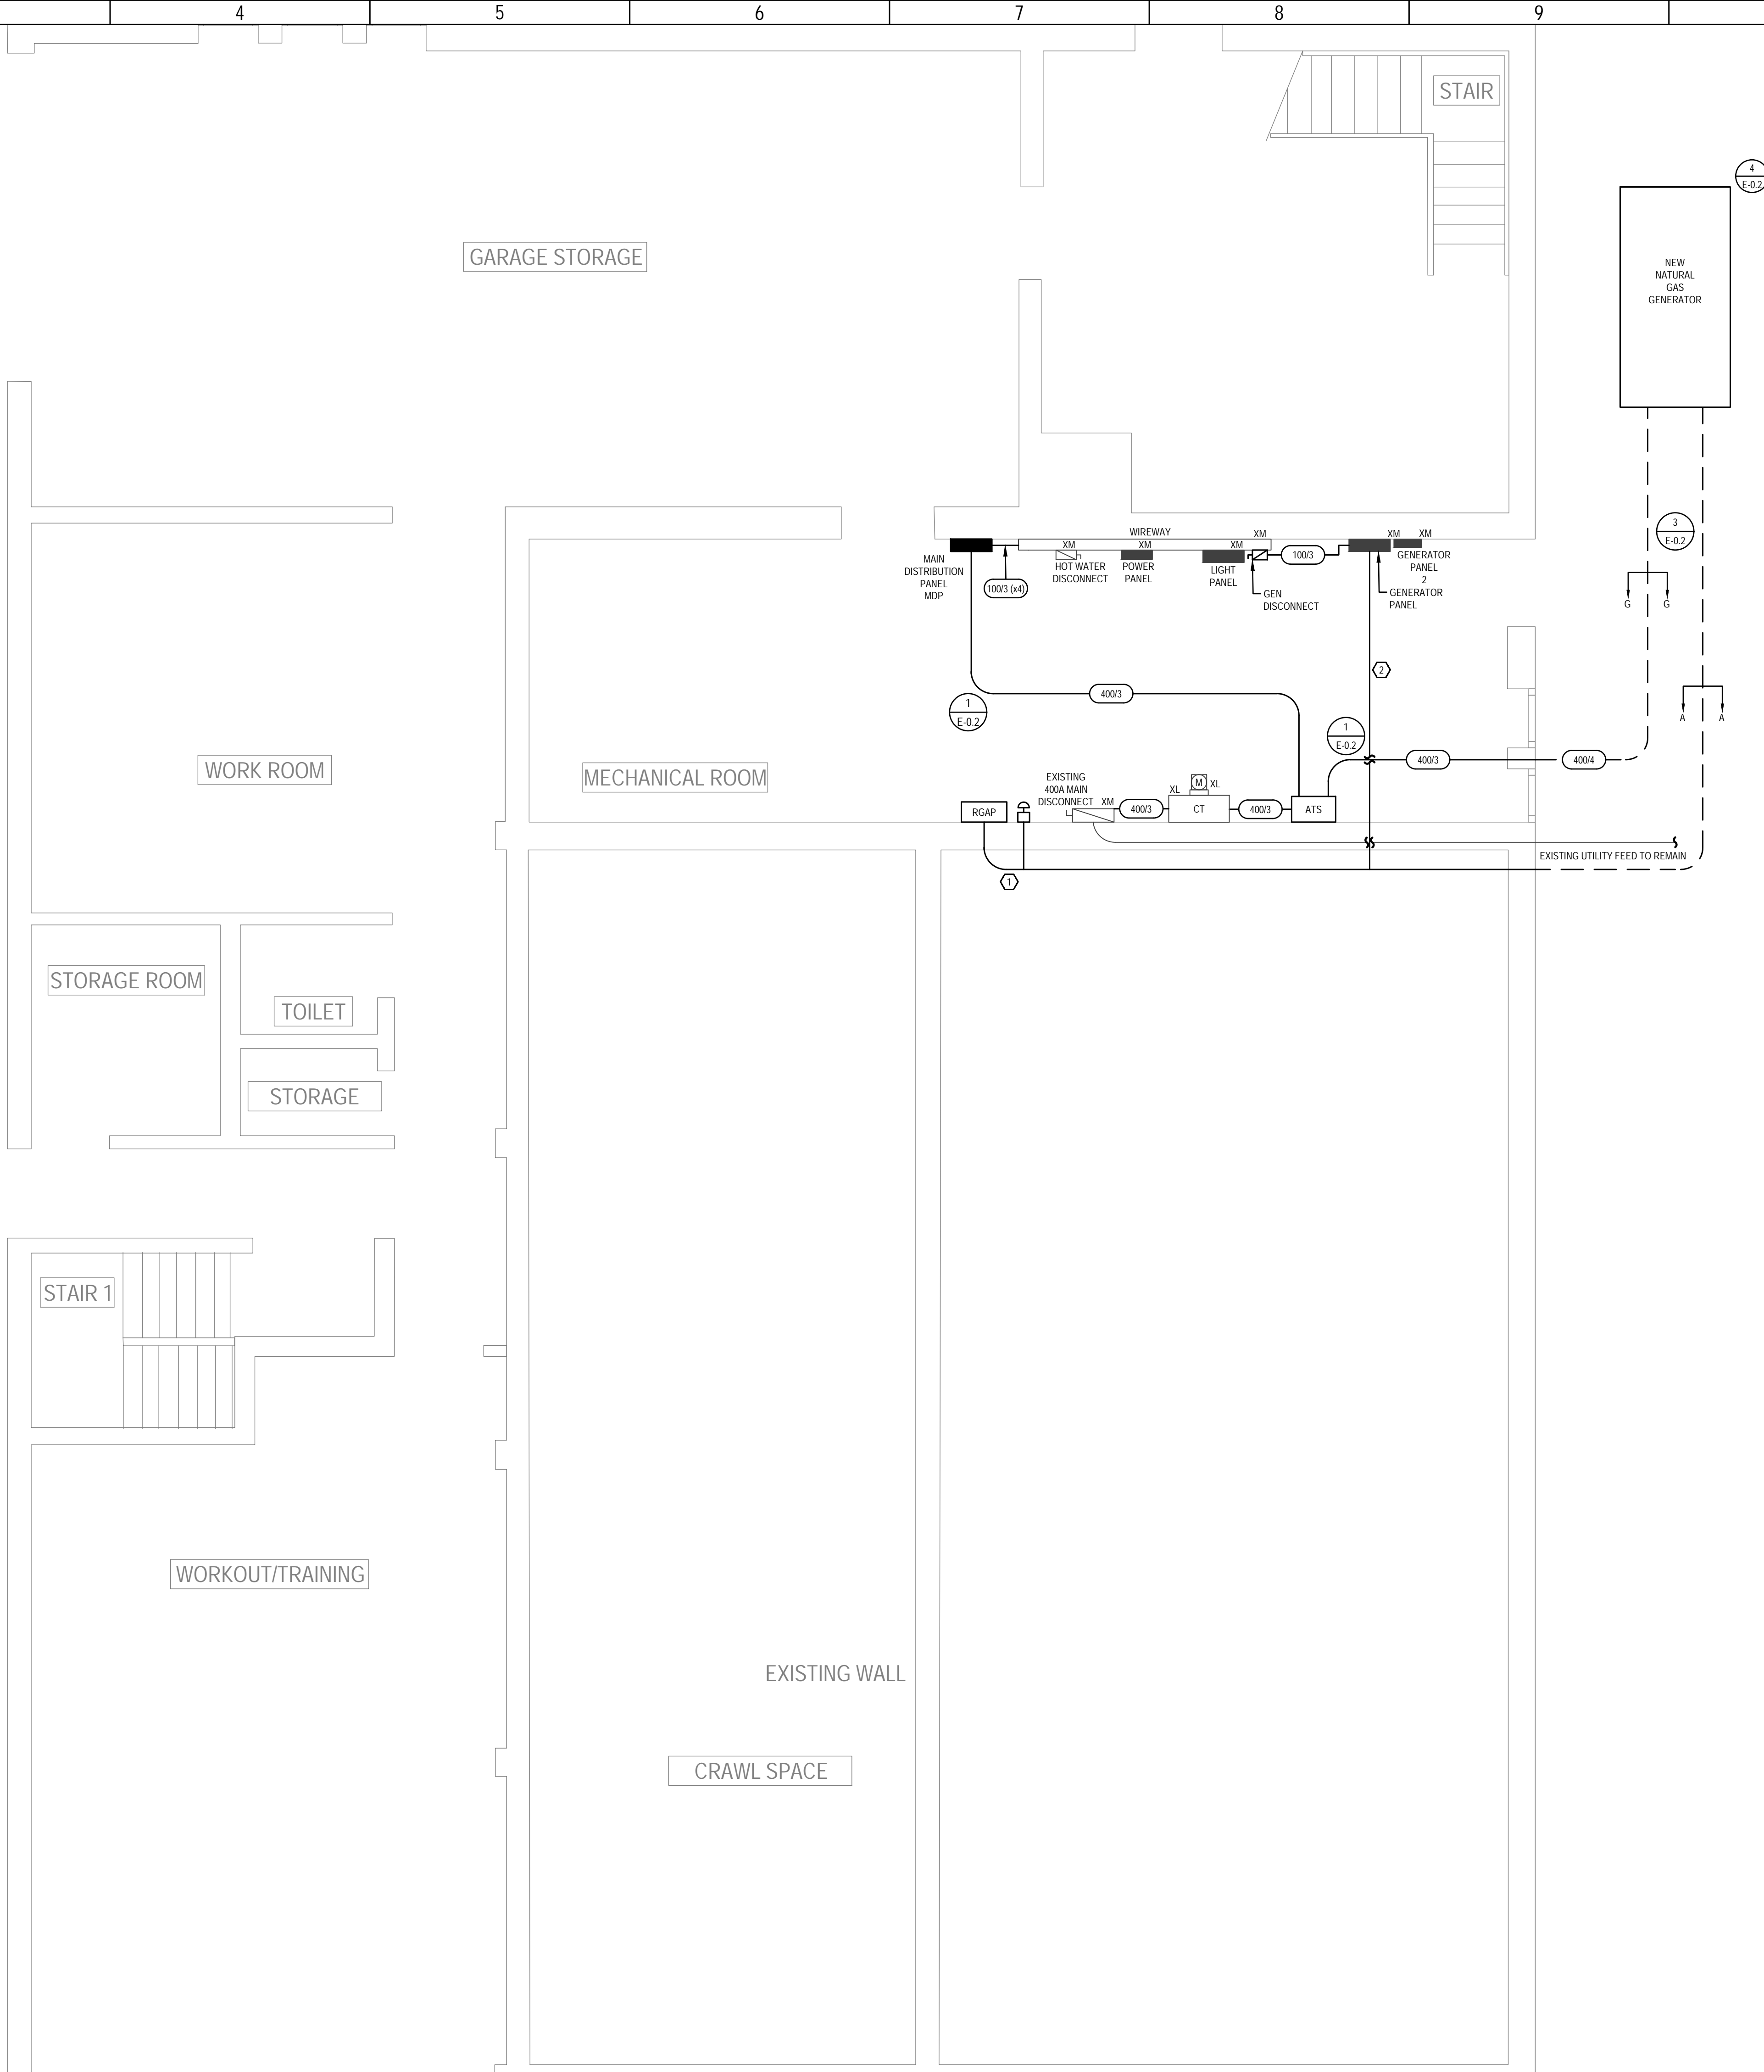 4
5
6
7
8
9
STAIR
4
E-0.2
GARAGE STORAGE
NEW
NATURAL
GAS
GENERATOR
3
E-0.2
WIREWAY
XM
XM
XM
XM
XM
XM
MAIN
DISTRIBUTION
PANEL
MDP
100/3 (x4)
HOT WATER
DISCONNECT
POWER
PANEL
LIGHT
PANEL
100/3
GEN
DISCONNECT
GENERATOR
PANEL
2
GENERATOR
PANEL
G
G
2
400/3
1
E-0.2
1
E-0.2
A
A
WORK ROOM
MECHANICAL ROOM
400/3
400/4
EXISTING
400A MAIN
DISCONNECT
XM
RGAP
400/3
XL
M
XL
CT
400/3
ATS
EXISTING UTILITY FEED TO REMAIN
1
STORAGE ROOM
TOILET
STORAGE
STAIR 1
WORKOUT/TRAINING
EXISTING WALL
CRAWL SPACE